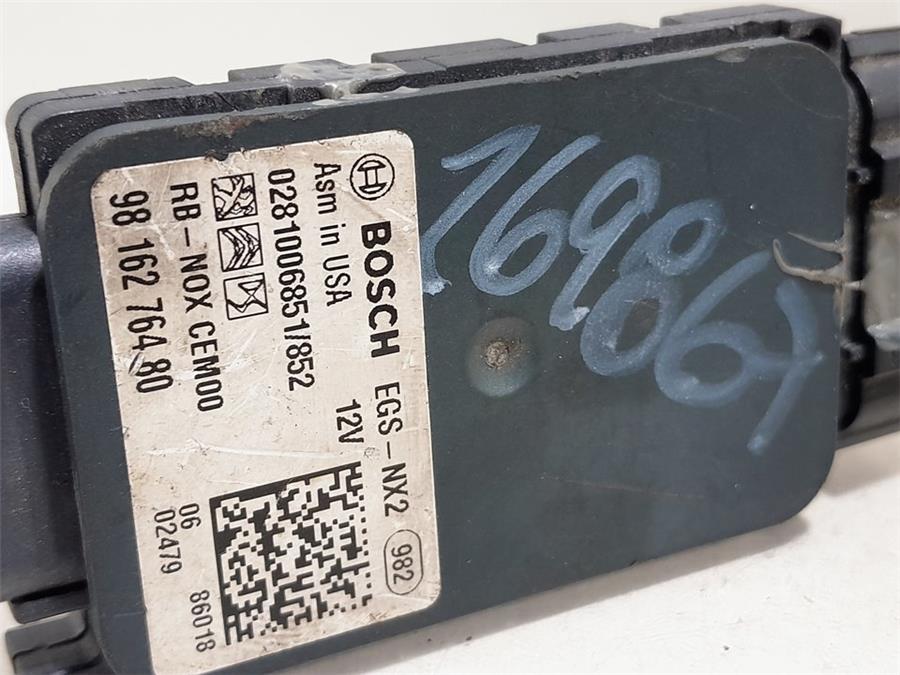 BOSCH EGS-NX2 982
Asm in USA 12V
0281006851/852
RB-NOX CEM00
98 162 764 80
06 86018
02479
7698867